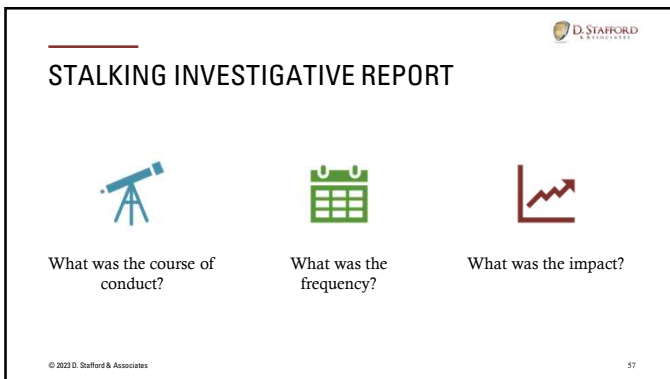 D. STAFFORD
& ASSOCIATES
STALKING INVESTIGATIVE REPORT
What was the course of
conduct?
What was the
frequency?
What was the impact?
© 2023 D. Stafford & Associates
57